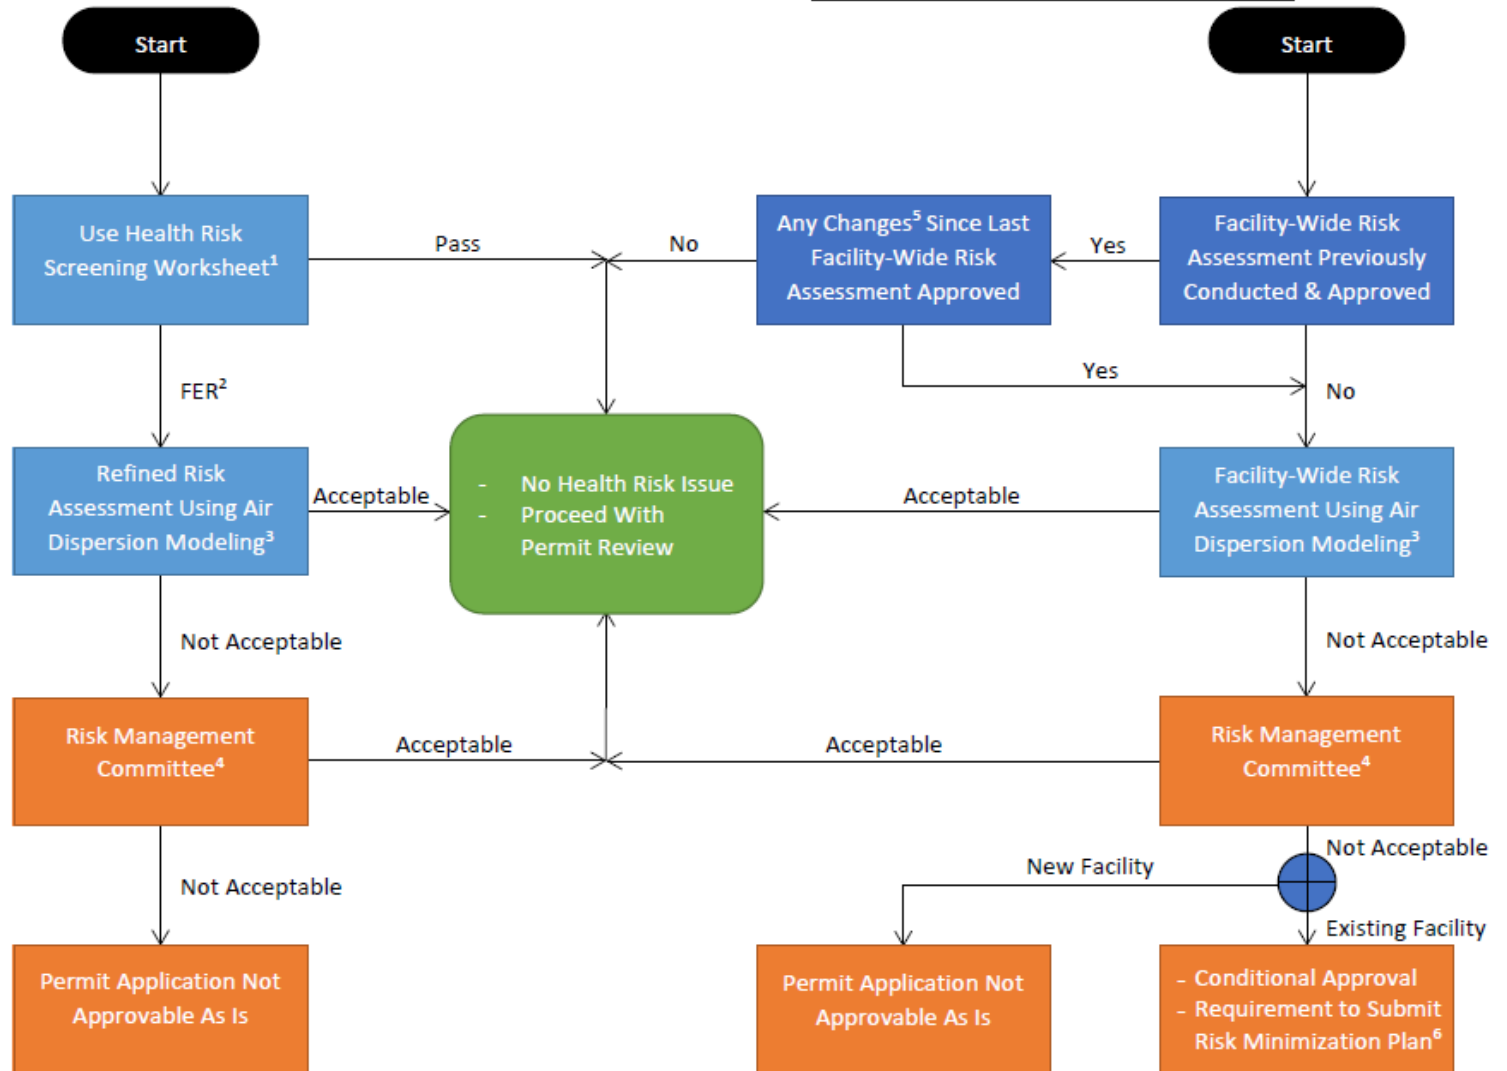 Start
Start
Use Health Risk
Screening Worksheet¹
Pass
No
Any Changes⁵ Since Last
Facility-Wide Risk
Assessment Approved
Yes
Facility-Wide Risk
Assessment Previously
Conducted & Approved
FER²
Yes
No
Refined Risk
Assessment Using Air
Dispersion Modeling³
Acceptable
- No Health Risk Issue
- Proceed With
Permit Review
Acceptable
Facility-Wide Risk
Assessment Using Air
Dispersion Modeling³
Not Acceptable
Not Acceptable
Risk Management
Committee⁴
Acceptable
Acceptable
Risk Management
Committee⁴
Not Acceptable
Not Acceptable
New Facility
Existing Facility
Permit Application Not
Approvable As Is
Permit Application Not
Approvable As Is
- Conditional Approval
- Requirement to Submit
Risk Minimization Plan⁶